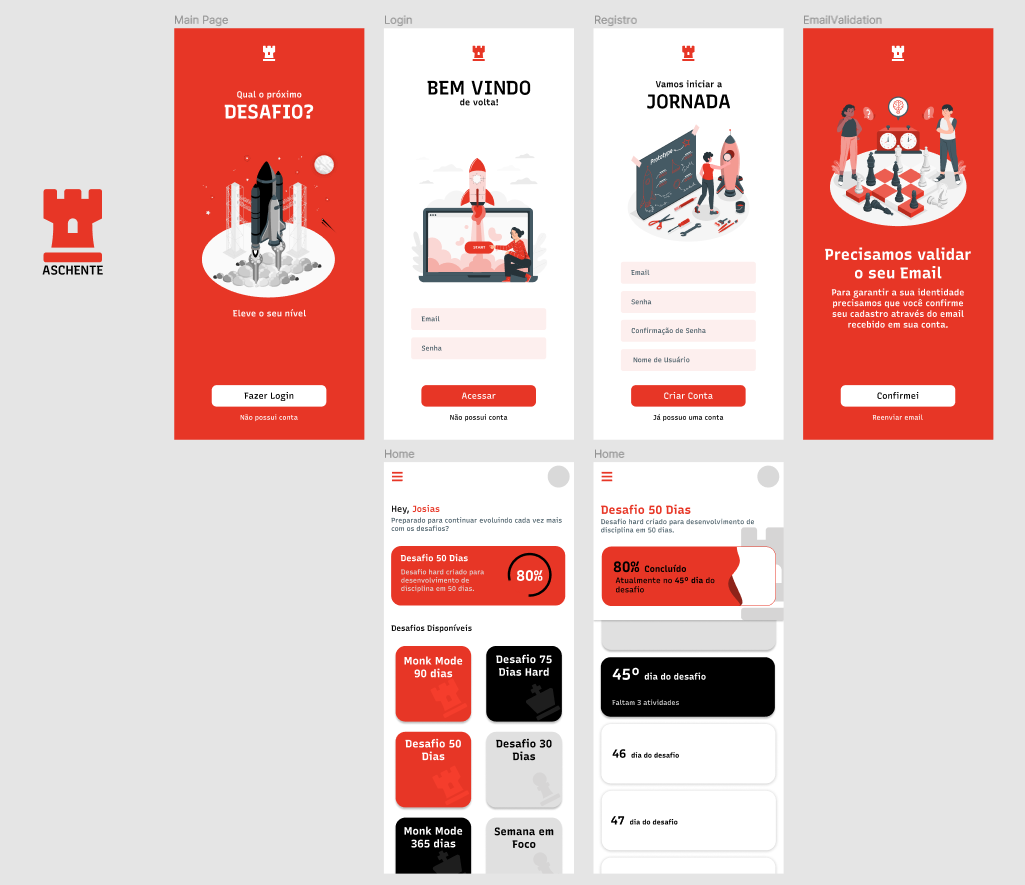 Main Page
Login
Registro
EmailValidation
ASCHENTE
Qual o próximo
DESAFIO?
Eleve o seu nível
Fazer Login
Não possui conta
BEM VINDO
de volta!
START
Email
Senha
Acessar
Não possui conta
Vamos iniciar a
JORNADA
Prototype
Email
Senha
Confirmação de Senha
Nome de Usuário
Criar Conta
Já possuo uma conta
Precisamos validar
o seu Email
Para garantir a sua identidade
precisamos que você confirme
seu cadastro através do email
recebido em sua conta.
Confirmei
Reenviar email
Home
Hey, Josias
Preparado para continuar evoluindo cada vez mais
com os desafios?
Desafio 50 Dias
Desafio hard criado para
desenvolvimento de
disciplina em 50 dias.
80%
Desafios Disponíveis
Monk Mode
90 dias
Desafio 75
Dias Hard
Desafio 50
Dias
Desafio 30
Dias
Monk Mode
365 dias
Semana em
Foco
Home
Desafio 50 Dias
Desafio hard criado para desenvolvimento de
disciplina em 50 dias.
80% Concluído
Atualmente no 45º dia do
desafio
45º dia do desafio
Faltam 3 atividades
46 dia do desafio
47 dia do desafio